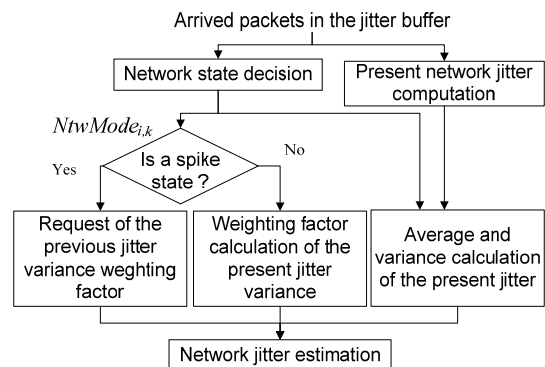 Arrived packets in the jitter buffer
Network state decision
Present network jitter
computation
NtwMode i,k
Is a spike
state ?
Yes
No
Request of the
previous jitter
variance weghting
factor
Weighting factor
calculation of the
present jitter
variance
Average and
variance calculation
of the present jitter
Network jitter estimation